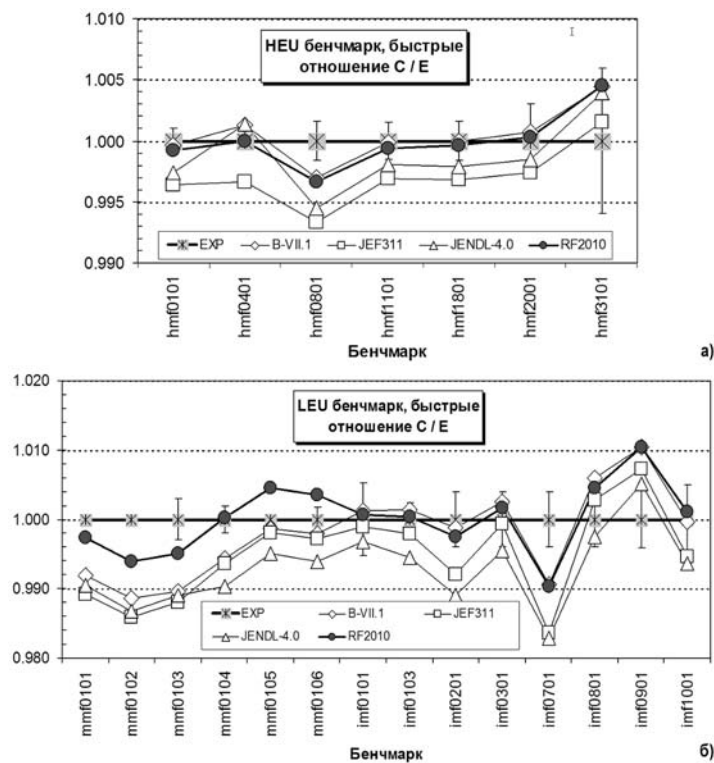 1.010
1.005
1.000
0.995
0.990
HEU бенчмарк, быстрые
отношение C / E
EXP B-VII.1 JEF311 JENDL-4.0 RF2010
hmf0101
hmf0401
hmf0801
hmf1101
hmf1801
hmf2001
hmf3101
Бенчмарк
а)
1.020
1.010
1.000
0.990
0.980
LEU бенчмарк, быстрые
отношение C / E
EXP B-VII.1 JEF311
JENDL-4.0 RF2010
mmf0101
mmf0102
mmf0103
mmf0104
mmf0105
mmf0106
imf0101
imf0103
imf0201
imf0301
imf0701
imf0801
imf0901
imf1001
Бенчмарк
б)